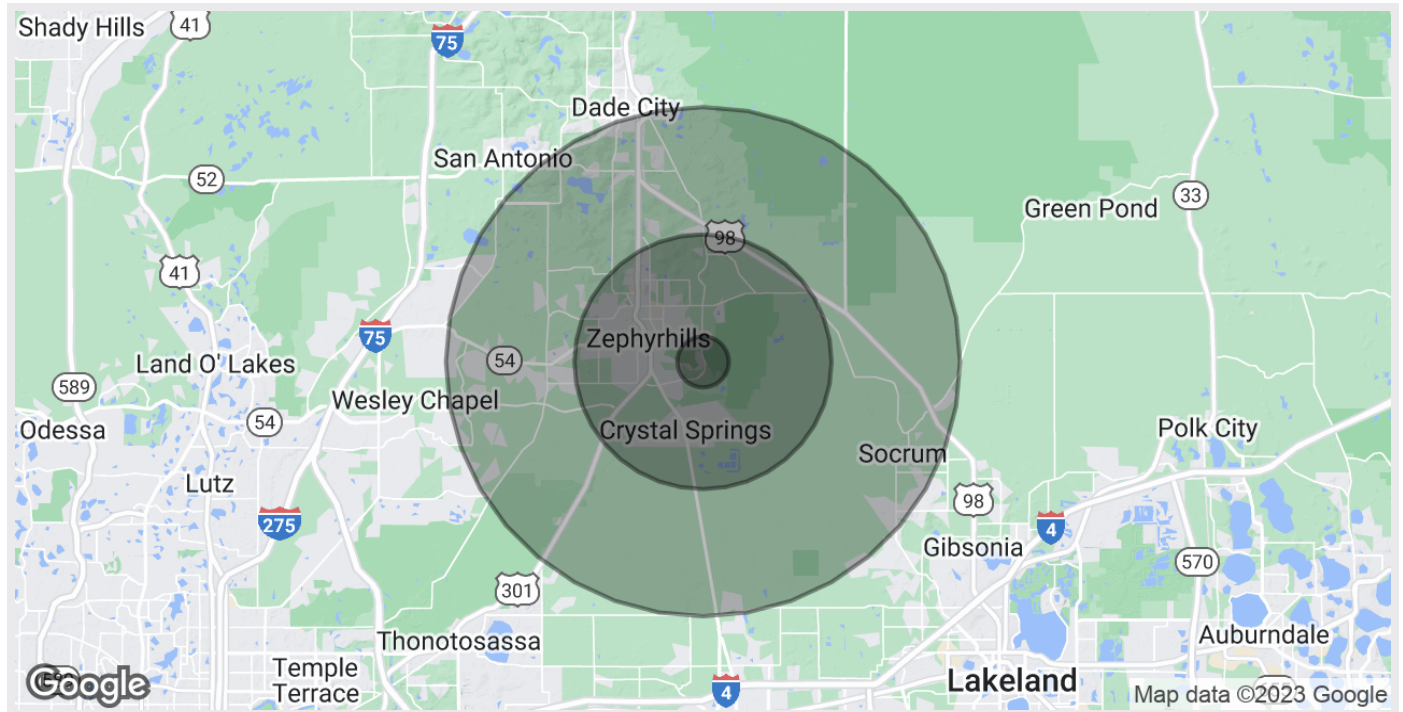 Shady Hills
41
75
Dade City
San Antonio
52
33
Green Pond
98
41
75
Zephyrhills
54
Land O' Lakes
589
Wesley Chapel
54
Odessa
Crystal Springs
Polk City
Socrum
Lutz
98
275
4
Gibsonia
570
301
Thonotosassa
Auburndale
Temple
Terrace
Lakeland
Google
4
Map data ©2023 Google